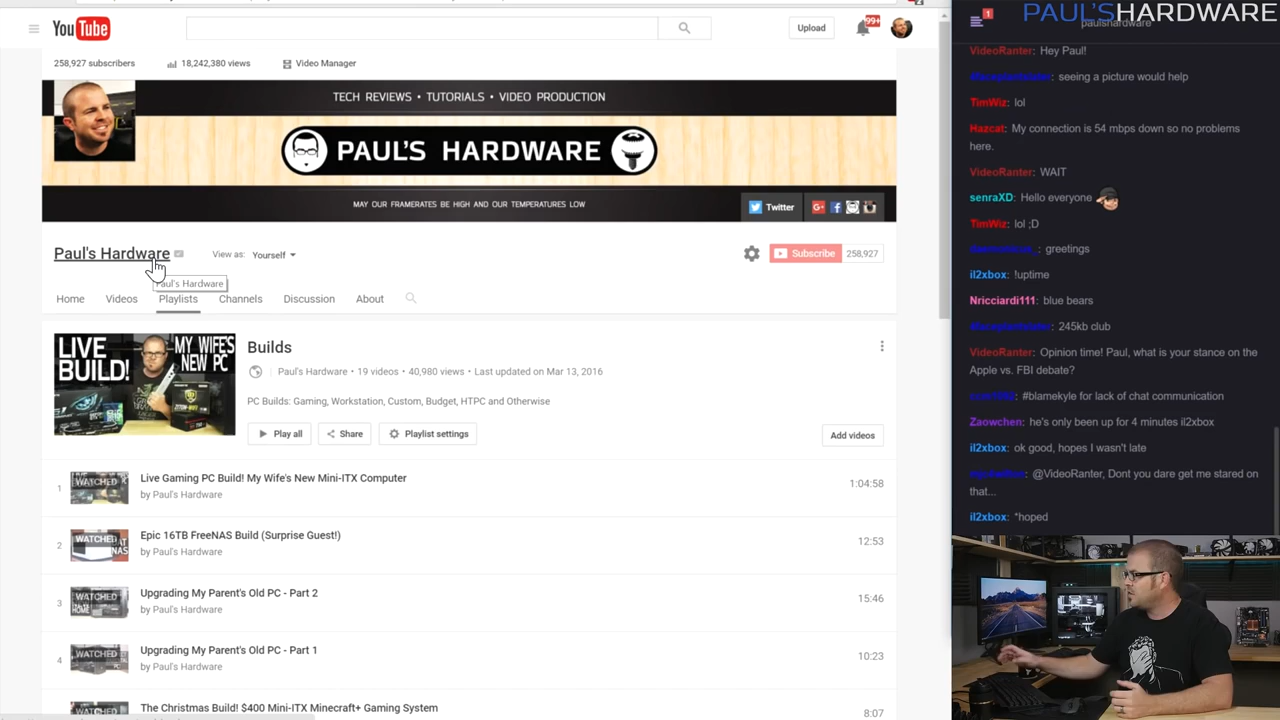 YouTube
Upload
99+
258,927 subscribers
18,242,380 views
Video Manager
TECH REVIEWS • TUTORIALS • VIDEO PRODUCTION
PAUL'S HARDWARE
MAY OUR FRAMERATES BE HIGH AND OUR TEMPERATURES LOW
Twitter
Paul's Hardware
View as: Yourself
Subscribe 258,927
Paul's Hardware
Home Videos Playlists Channels Discussion About
LIVE BUILD!
MY WIFE'S NEW PC
Builds
Paul's Hardware • 19 videos • 40,980 views • Last updated on Mar 13, 2016
PC Builds: Gaming, Workstation, Custom, Budget, HTPC and Otherwise
Play all Share Playlist settings Add videos
1 WATCHED Live Gaming PC Build! My Wife's New Mini-ITX Computer 1:04:58
by Paul's Hardware
2 WATCHED Epic 16TB FreeNAS Build (Surprise Guest!) 12:53
by Paul's Hardware
3 WATCHED Upgrading My Parent's Old PC - Part 2 15:46
by Paul's Hardware
4 WATCHED Upgrading My Parent's Old PC - Part 1 10:23
by Paul's Hardware
WATCHED The Christmas Build! $400 Mini-ITX Minecraft+ Gaming System 8:07
1
PAUL'SHARDWARE
paulshardware
VideoRanter: Hey Paul!
seeing a picture would help
TimWiz: lol
Hazcat: My connection is 54 mbps down so no problems
here.
VideoRanter: WAIT
senraXD: Hello everyone
TimWiz: lol ;D
: greetings
il2xbox: !uptime
Nricciardi111: blue bears
: 245kb club
VideoRanter: Opinion time! Paul, what is your stance on the
Apple vs. FBI debate?
: #blamekyle for lack of chat communication
Zaowchen: he's only been up for 4 minutes il2xbox
il2xbox: ok good, hopes I wasn't late
: @VideoRanter, Dont you dare get me stared on
that...
il2xbox: *hoped